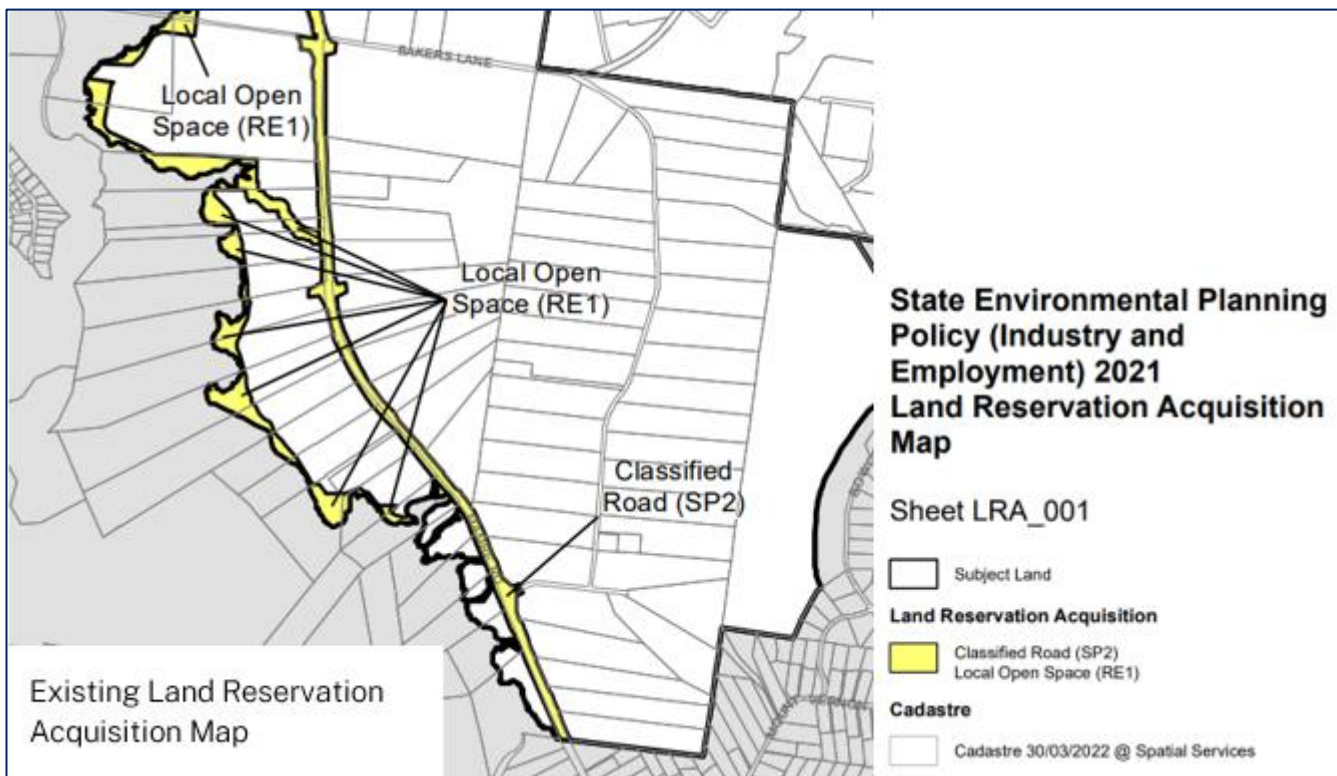 BAKERS LANE
Local Open
Space (RE1)
Local Open
Space (RE1)
Classified
Road (SP2)
Existing Land Reservation
Acquisition Map
State Environmental Planning
Policy (Industry and
Employment) 2021
Land Reservation Acquisition
Map
Sheet LRA_001
Subject Land
Land Reservation Acquisition
Classified Road (SP2)
Local Open Space (RE1)
Cadastre
Cadastre 30/03/2022 @ Spatial Services